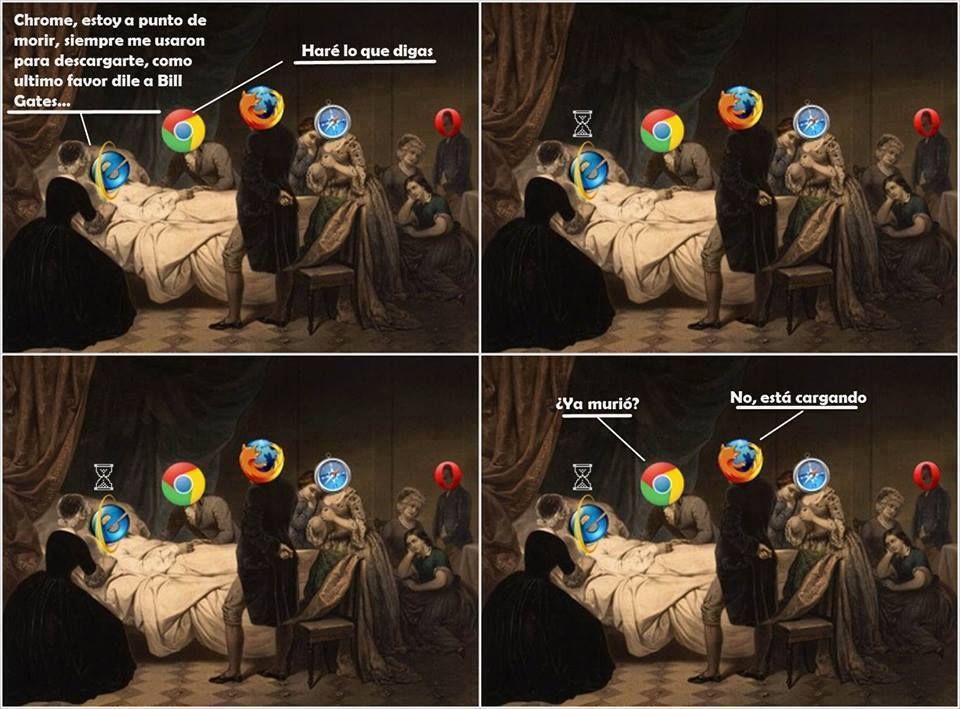 Chrome, estoy a punto de
morir, siempre me usaron
para descargarte, como
ultimo favor dile a Bill
Gates...
Haré lo que digas
¿Ya murió?
No, está cargando